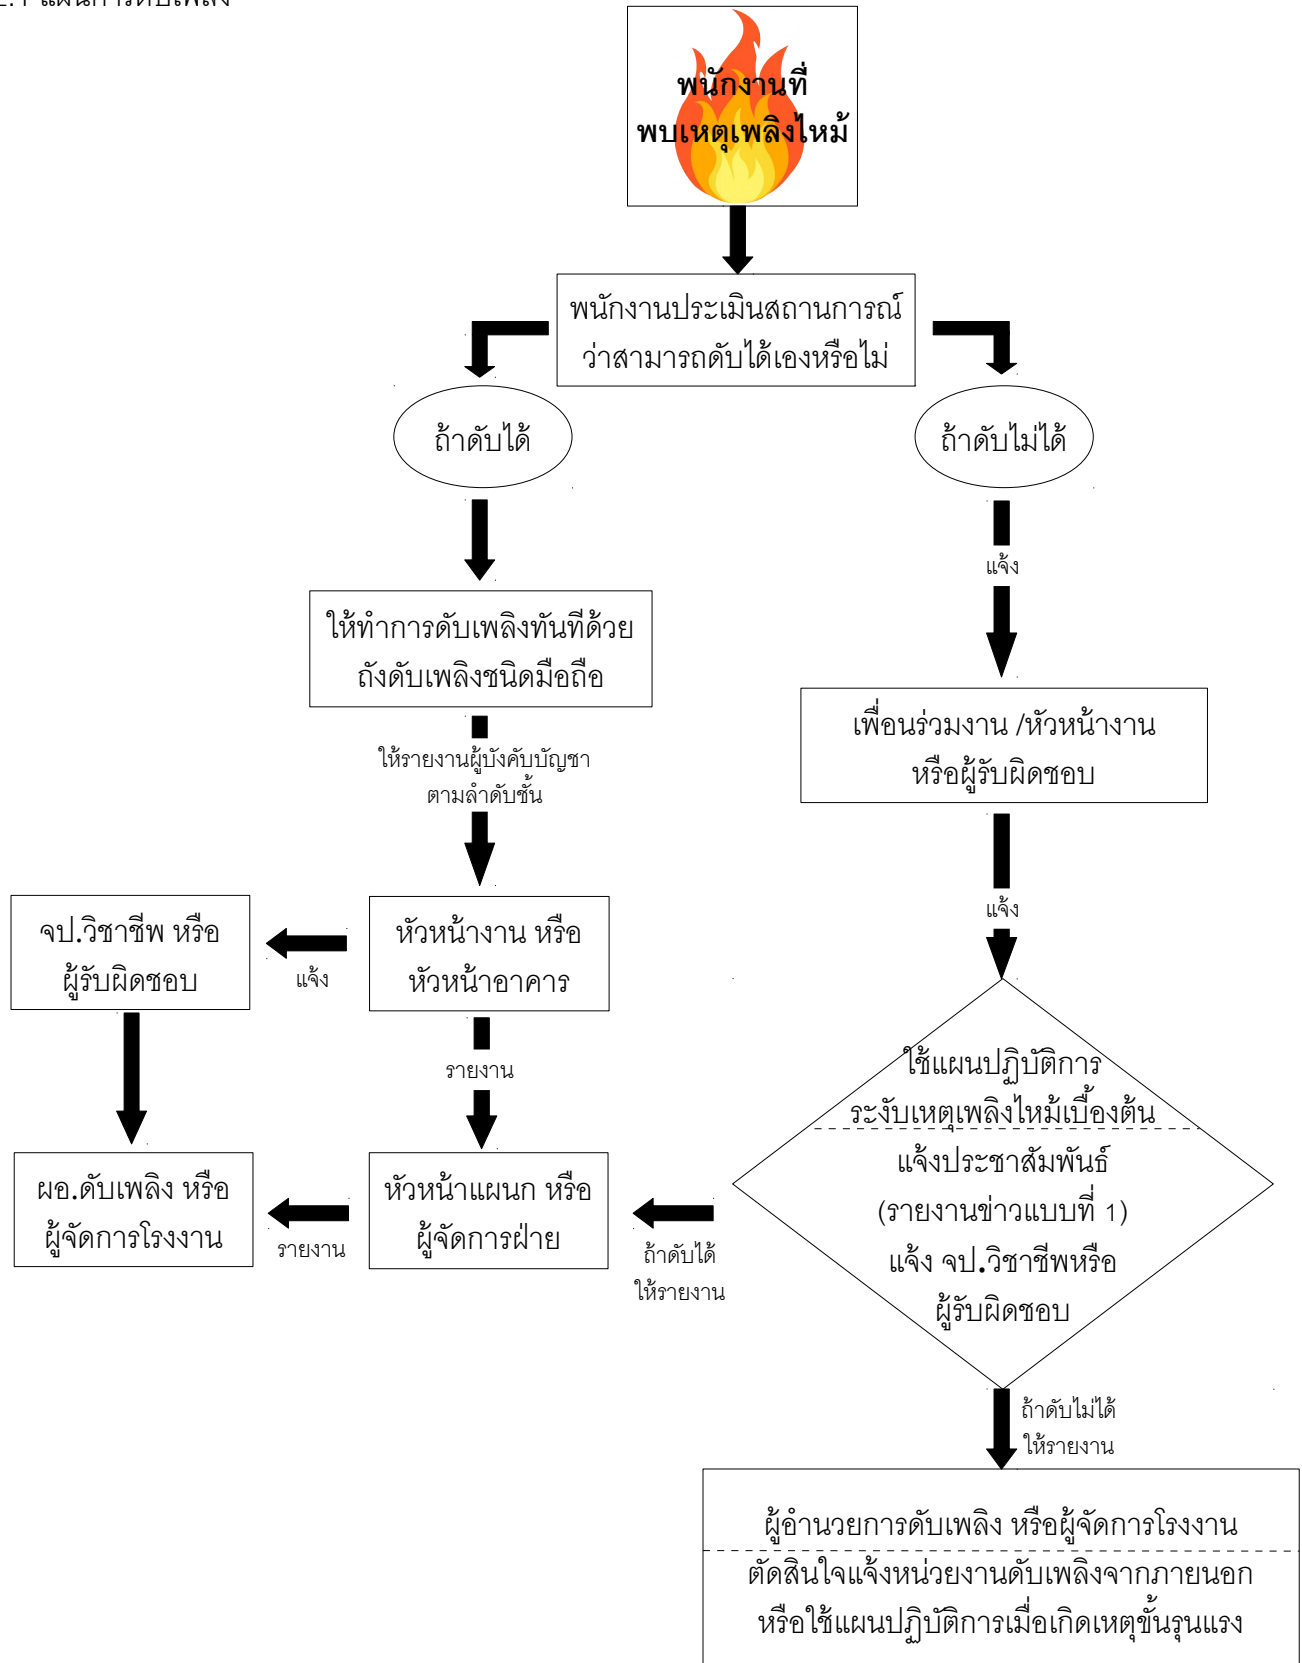 แผนการดับเพลิง
พนักงานที่
พบเหตุเพลิงไหม้
พนักงานประเมินสถานการณ์
ว่าสามารถดับได้เองหรือไม่
ถ้าดับได้
ถ้าดับไม่ได้
แจ้ง
ให้ทำการดับเพลิงทันทีด้วย
ถังดับเพลิงชนิดมือถือ
เพื่อนร่วมงาน /หัวหน้างาน
หรือผู้รับผิดชอบ
ให้รายงานผู้บังคับบัญชา
ตามลำดับชั้น
แจ้ง
จป.วิชาชีพ หรือ
ผู้รับผิดชอบ
แจ้ง
หัวหน้างาน หรือ
หัวหน้าอาคาร
รายงาน
ใช้แผนปฏิบัติการ
ระงับเหตุเพลิงไหม้เบื้องต้น
แจ้งประชาสัมพันธ์
(รายงานข่าวแบบที่ 1)
แจ้ง จป.วิชาชีพหรือ
ผู้รับผิดชอบ
ผอ.ดับเพลิง หรือ
ผู้จัดการโรงงาน
รายงาน
หัวหน้าแผนก หรือ
ผู้จัดการฝ่าย
ถ้าดับได้
ให้รายงาน
ถ้าดับไม่ได้
ให้รายงาน
ผู้อำนวยการดับเพลิง หรือผู้จัดการโรงงาน
ตัดสินใจแจ้งหน่วยงานดับเพลิงจากภายนอก
หรือใช้แผนปฏิบัติการเมื่อเกิดเหตุขั้นรุนแรง